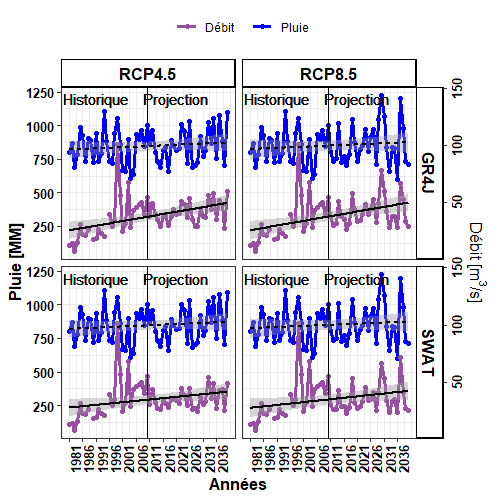 Débit Pluie
RCP4.5 RCP8.5
Historique Projection Historique Projection
1250
1000
750
500
250
150
100
50
GR4J
Historique Projection Historique Projection
1250
1000
750
500
250
150
100
50
SWAT
Pluie [MM]
Débit [m³/s]
1981 1986 1991 1996 2001 2006 2011 2016 2021 2026 2031 2036 1981 1986 1991 1996 2001 2006 2011 2016 2021 2026 2031 2036
Années